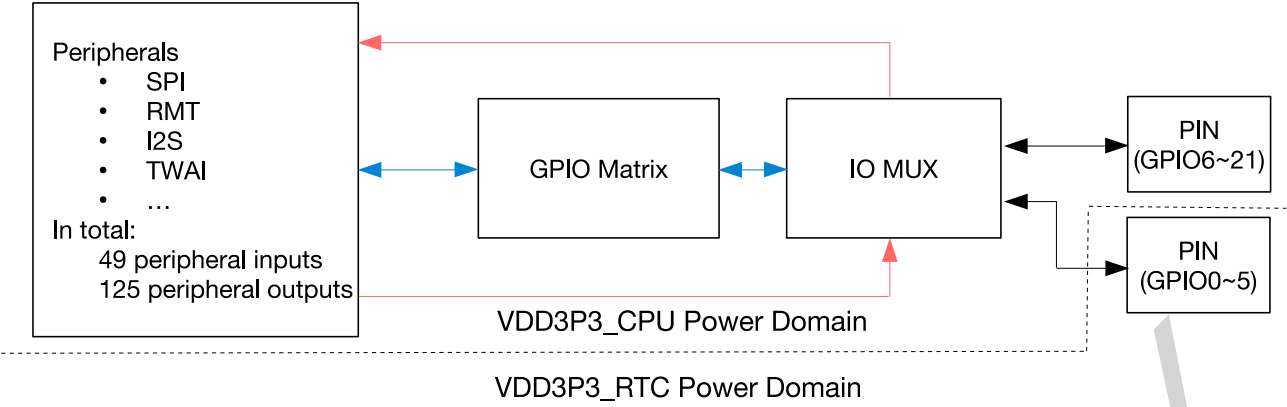 Peripherals
• SPI
• RMT
• I2S
• TWAI
• …
In total:
49 peripheral inputs
125 peripheral outputs
GPIO Matrix
IO MUX
PIN
(GPIO6~21)
PIN
(GPIO0~5)
VDD3P3_CPU Power Domain
VDD3P3_RTC Power Domain